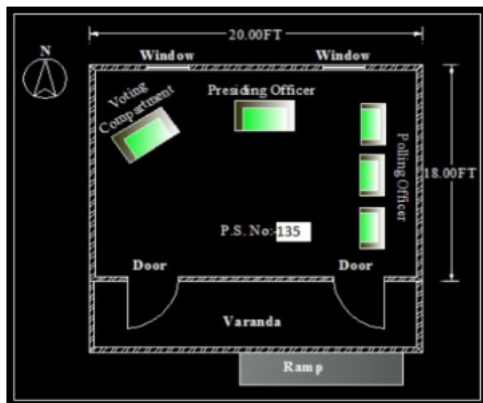 20.00FT
N
Window
Window
Voting
Compartment
Presiding Officer
Polling Officer
18.00FT
P.S. No:-135
Door
Door
Varanda
Ramp